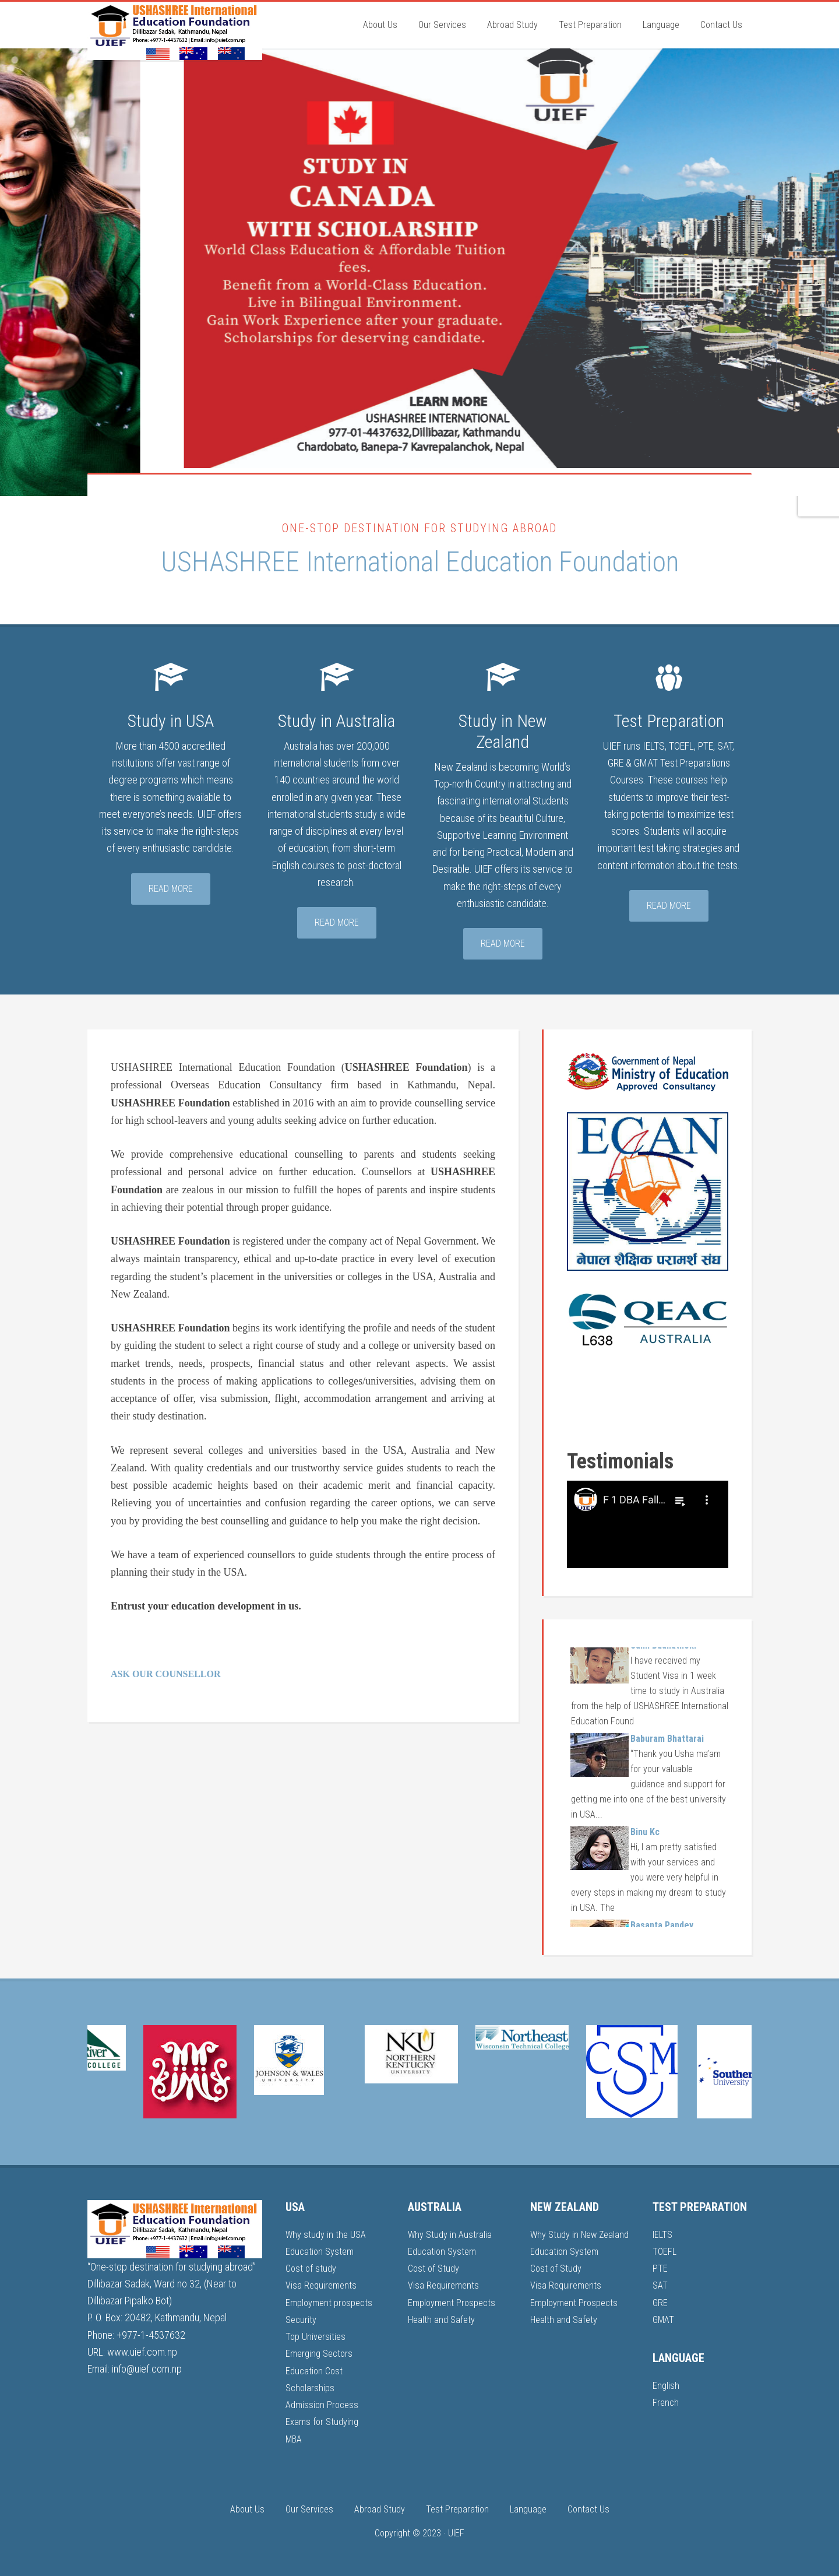 USHASHREE International
Education Foundation
Dillibazar Sadak, Kathmandu, Nepal
Phone: +977-1-4437632 | Email: info@uief.com.np
UIEF
About Us
Our Services
Abroad Study
Test Preparation
Language
Contact Us
UIEF
STUDY IN
CANADA
WITH SCHOLARSHIP
World Class Education & Affordable Tuition
fees.
Benefit from a World-Class Education.
Live in Bilingual Environment.
Gain Work Experience after your graduate.
Scholarships for deserving candidate.
LEARN MORE
USHASHREE INTERNATIONAL
977-01-4437632,Dillibazar, Kathmandu
Chardobato, Banepa-7 Kavrepalanchok, Nepal
ONE-STOP DESTINATION FOR STUDYING ABROAD
USHASHREE International Education Foundation
Study in USA
More than 4500 accredited
institutions offer vast range of
degree programs which means
there is something available to
meet everyone's needs. UIEF offers
its service to make the right-steps
of every enthusiastic candidate.
READ MORE
Study in Australia
Australia has over 200,000
international students from over
140 countries around the world
enrolled in any given year. These
international students study a wide
range of disciplines at every level
of education, from short-term
English courses to post-doctoral
research.
READ MORE
Study in New
Zealand
New Zealand is becoming World's
Top-north Country in attracting and
fascinating international Students
because of its beautiful Culture,
Supportive Learning Environment
and for being Practical, Modern and
Desirable. UIEF offers its service to
make the right-steps of every
enthusiastic candidate.
READ MORE
Test Preparation
UIEF runs IELTS, TOEFL, PTE, SAT,
GRE & GMAT Test Preparations
Courses. These courses help
students to improve their test-
taking potential to maximize test
scores. Students will acquire
important test taking strategies and
content information about the tests.
READ MORE
USHASHREE International Education Foundation (USHASHREE Foundation) is a
professional Overseas Education Consultancy firm based in Kathmandu, Nepal.
USHASHREE Foundation established in 2016 with an aim to provide counselling service
for high school-leavers and young adults seeking advice on further education.
We provide comprehensive educational counselling to parents and students seeking
professional and personal advice on further education. Counsellors at USHASHREE
Foundation are zealous in our mission to fulfill the hopes of parents and inspire students
in achieving their potential through proper guidance.
USHASHREE Foundation is registered under the company act of Nepal Government. We
always maintain transparency, ethical and up-to-date practice in every level of execution
regarding the student's placement in the universities or colleges in the USA, Australia and
New Zealand.
USHASHREE Foundation begins its work identifying the profile and needs of the student
by guiding the student to select a right course of study and a college or university based on
market trends, needs, prospects, financial status and other relevant aspects. We assist
students in the process of making applications to colleges/universities, advising them on
acceptance of offer, visa submission, flight, accommodation arrangement and arriving at
their study destination.
We represent several colleges and universities based in the USA, Australia and New
Zealand. With quality credentials and our trustworthy service guides students to reach the
best possible academic heights based on their academic merit and financial capacity.
Relieving you of uncertainties and confusion regarding the career options, we can serve
you by providing the best counselling and guidance to help you make the right decision.
We have a team of experienced counsellors to guide students through the entire process of
planning their study in the USA.
Entrust your education development in us.
ASK OUR COUNSELLOR
Government of Nepal
Ministry of Education
Approved Consultancy
ECAN
नेपाल शैक्षिक परामर्श संघ
QEAC
L638
AUSTRALIA
Testimonials
F 1 DBA Fall...
I have received my
Student Visa in 1 week
time to study in Australia
from the help of USHASHREE International
Education Found
Baburam Bhattarai
"Thank you Usha ma'am
for your valuable
guidance and support for
getting me into one of the best university
in USA....
Binu Kc
Hi, I am pretty satisfied
with your services and
you were very helpful in
every steps in making my dream to study
in USA. The
Basanta Pandey
River
COLLEGE
JOHNSON & WALES
UNIVERSITY
NKU
NORTHERN
KENTUCKY
UNIVERSITY
Northeast
Wisconsin Technical College
CSM
Souther
University
USHASHREE International
Education Foundation
Dillibazar Sadak, Kathmandu, Nepal
Phone: +977-1-4437632 | Email: info@uief.com.np
UIEF
"One-stop destination for studying abroad"
Dillibazar Sadak, Ward no 32, (Near to
Dillibazar Pipalko Bot)
P. O. Box: 20482, Kathmandu, Nepal
Phone: +977-1-4537632
URL: www.uief.com.np
Email: info@uief.com.np
USA
Why study in the USA
Education System
Cost of study
Visa Requirements
Employment prospects
Security
Top Universities
Emerging Sectors
Education Cost
Scholarships
Admission Process
Exams for Studying
MBA
AUSTRALIA
Why Study in Australia
Education System
Cost of Study
Visa Requirements
Employment Prospects
Health and Safety
NEW ZEALAND
Why Study in New Zealand
Education System
Cost of Study
Visa Requirements
Employment Prospects
Health and Safety
TEST PREPARATION
IELTS
TOEFL
PTE
SAT
GRE
GMAT
LANGUAGE
English
French
About Us
Our Services
Abroad Study
Test Preparation
Language
Contact Us
Copyright © 2023 · UIEF